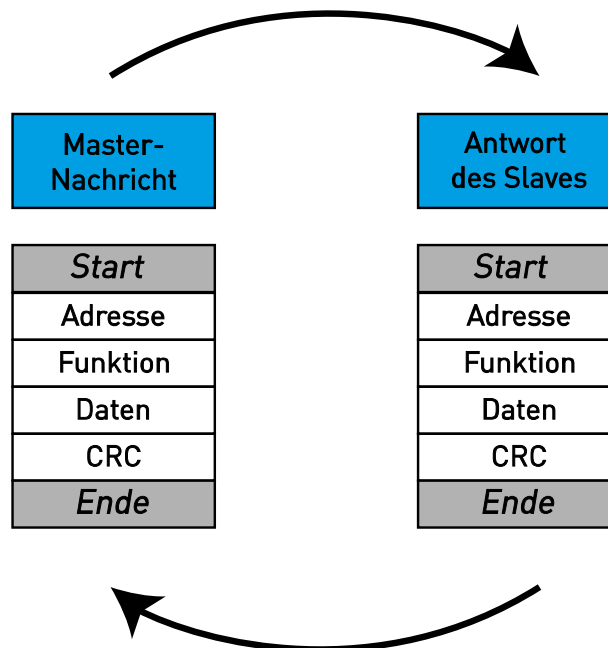 Master-
Nachricht
Start
Adresse
Funktion
Daten
CRC
Ende
Antwort
des Slaves
Start
Adresse
Funktion
Daten
CRC
Ende